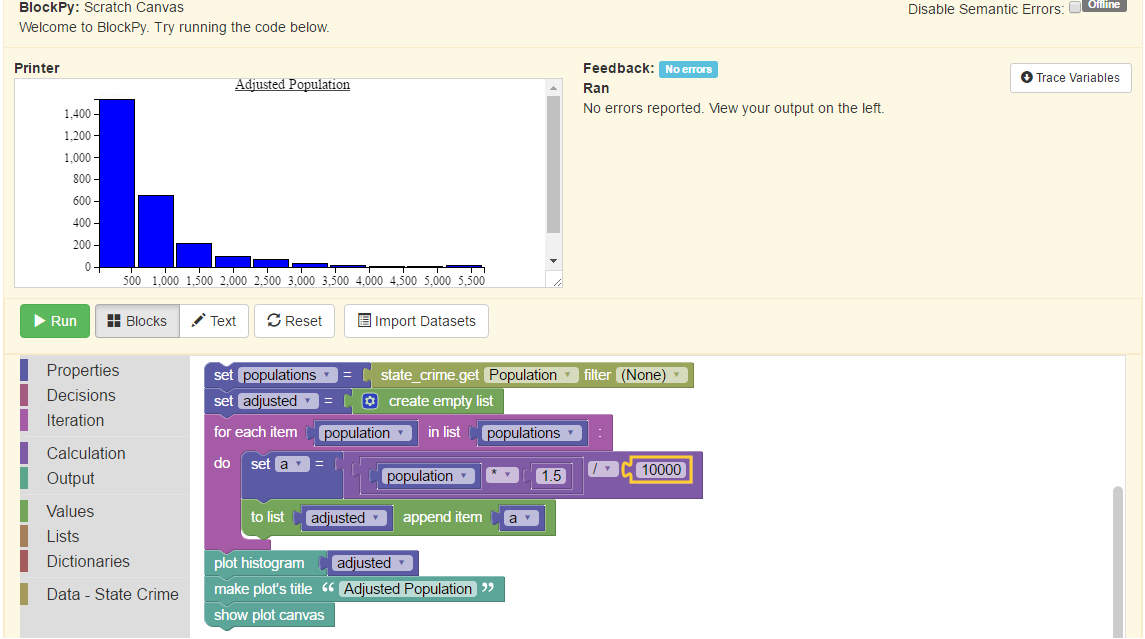 BlockPy: Scratch Canvas
Disable Semantic Errors: Offline
Welcome to BlockPy. Try running the code below.
Printer
Adjusted Population
1,400
1,200
1,000
800
600
400
200
0
500 1,000 1,500 2,000 2,500 3,000 3,500 4,000 4,500 5,000 5,500
Feedback: No errors
Ran
No errors reported. View your output on the left.
Trace Variables
Run Blocks Text Reset Import Datasets
Properties
Decisions
Iteration
Calculation
Output
Values
Lists
Dictionaries
Data - State Crime
set populations = state_crime.get Population filter (None)
set adjusted = create empty list
for each item population in list populations :
do set a = population * 1.5 / 10000
to list adjusted append item a
plot histogram adjusted
make plot's title “ Adjusted Population ”
show plot canvas